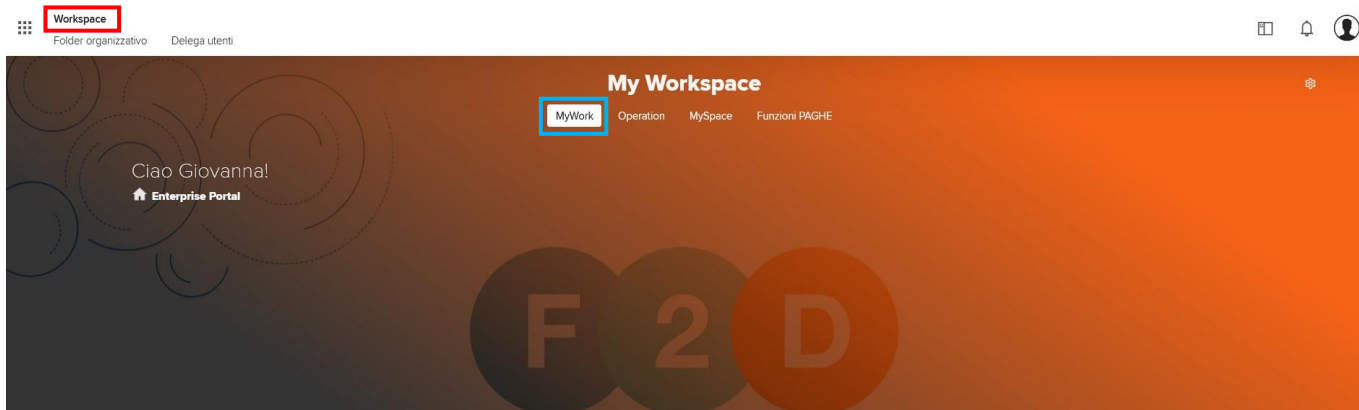 Workspace
Folder organizzativo Delega utenti
My Workspace
MyWork Operation MySpace Funzioni PAGHE
Ciao Giovanna!
Enterprise Portal
F 2 D